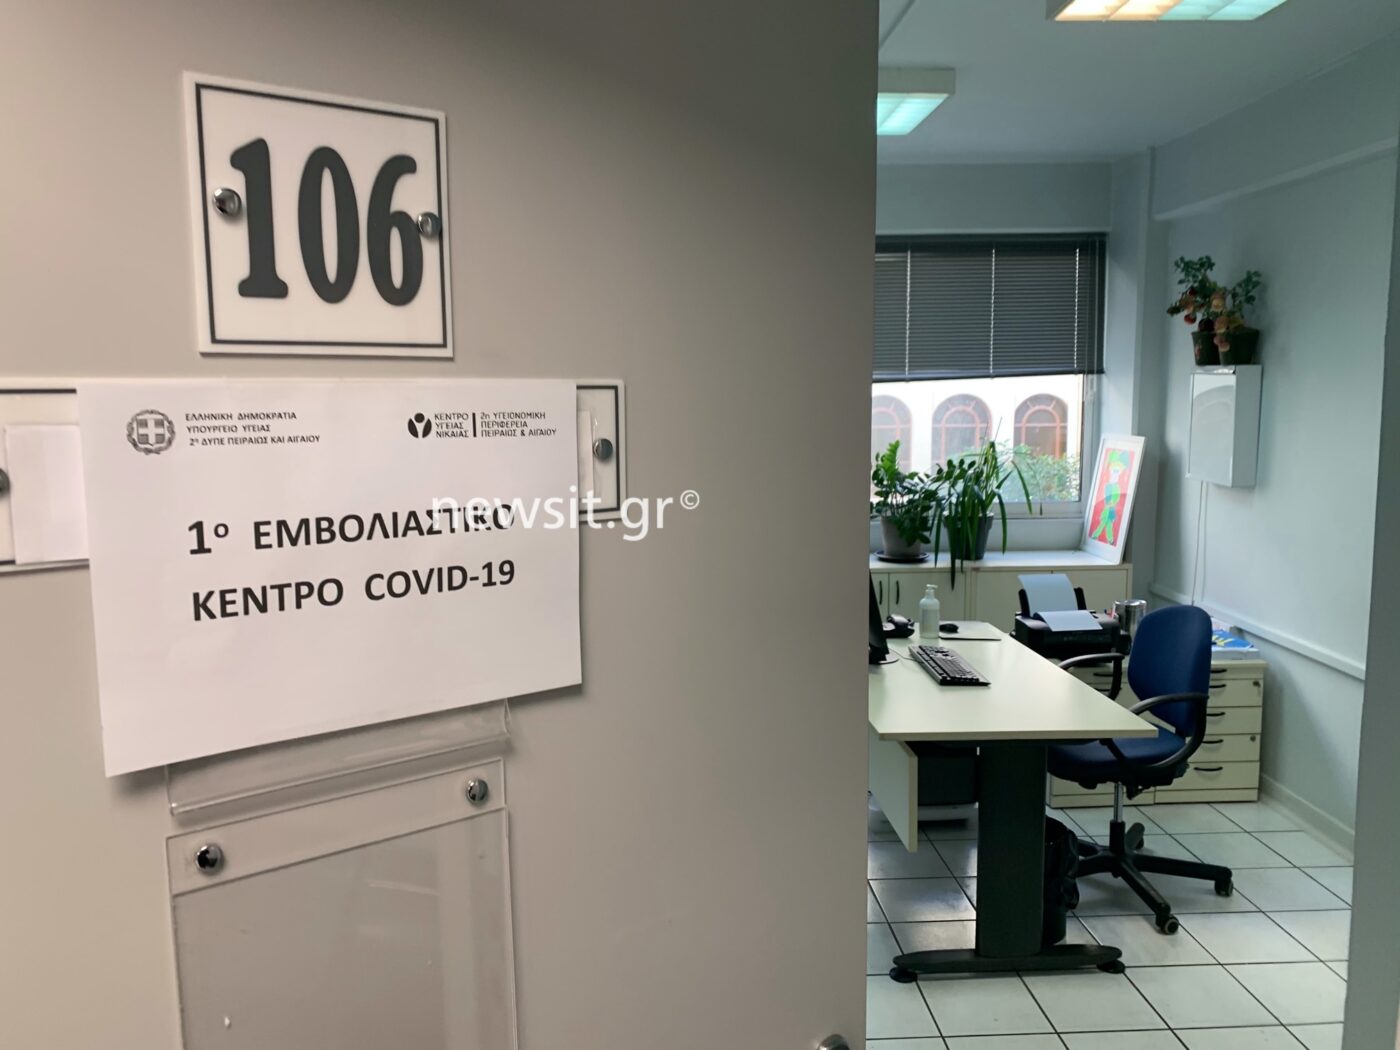 106
ΕΛΛΗΝΙΚΗ ΔΗΜΟΚΡΑΤΙΑ
ΥΠΟΥΡΓΕΙΟ ΥΓΕΙΑΣ
2η ΔΥΠΕ ΠΕΙΡΑΙΩΣ ΚΑΙ ΑΙΓΑΙΟΥ
ΚΕΝΤΡΟ
ΥΓΕΙΑΣ
ΝΙΚΑΙΑΣ
2η ΥΓΕΙΟΝΟΜΙΚΗ
ΠΕΡΙΦΕΡΕΙΑ
ΠΕΙΡΑΙΩΣ & ΑΙΓΑΙΟΥ
1ο ΕΜΒΟΛΙΑΣΤΙΚΟ
ΚΕΝΤΡΟ COVID-19
newsit.gr©